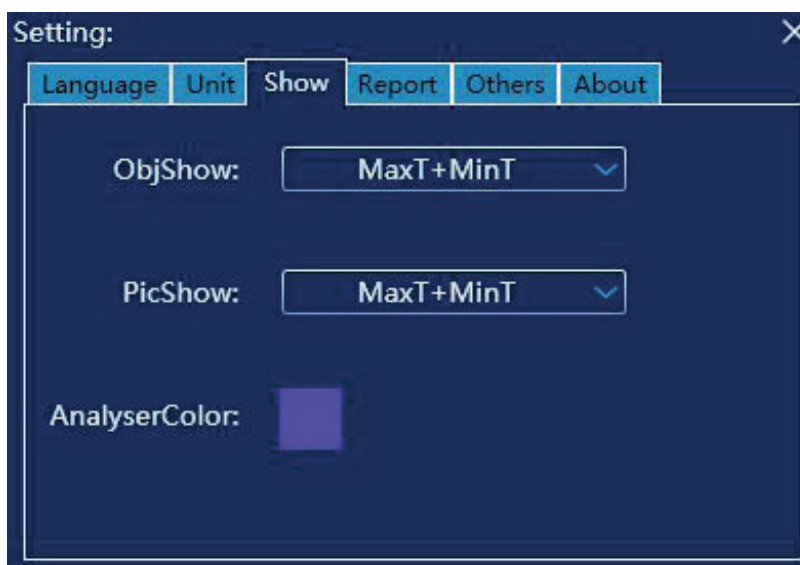 Setting:
Language Unit Show Report Others About
ObjShow: MaxT+MinT
PicShow: MaxT+MinT
AnalyserColor: